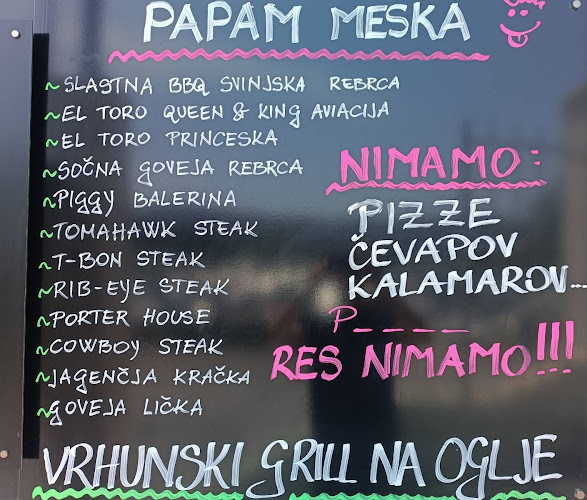 PAPAM MESKA
~SLASTNA BBQ SVINJSKA REBRCA
~EL TORO QUEEN & KING AVIACIJA
~EL TORO PRINCESKA
~SOČNA GOVEJA REBRCA
~PIGGY BALERINA
~TOMAHAWK STEAK
~T-BON STEAK
~RIB-EYE STEAK
~PORTER HOUSE
~COWBOY STEAK
~JAGENČJA KRAČKA
~GOVEJA LIČKA
NIMAMO:
PIZZE
ČEVAPOV
KALAMAROV...
P_ _ _ _ _
RES NIMAMO!!!
VRHUNSKI GRILL NA OGLJE